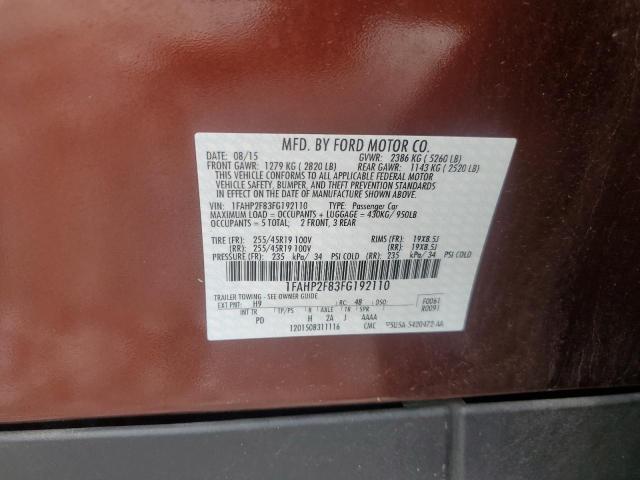 MFD. BY FORD MOTOR CO.
DATE: 08/15 GVWR: 2386 KG ( 5260 LB)
FRONT GAWR: 1279 KG ( 2820 LB) REAR GAWR: 1143 KG ( 2520 LB)
THIS VEHICLE CONFORMS TO ALL APPLICABLE FEDERAL MOTOR
VEHICLE SAFETY, BUMPER, AND THEFT PREVENTION STANDARDS
IN EFFECT ON THE DATE OF MANUFACTURE SHOWN ABOVE.
VIN: 1FAHP2F83FG192110 TYPE: Passenger Car
MAXIMUM LOAD = OCCUPANTS + LUGGAGE = 430KG/ 950LB
OCCUPANTS = 5 TOTAL: 2 FRONT, 3 REAR
TIRE (FR): 255/45R19 100V RIMS (FR): 19X8.5J
(RR): 255/45R19 100V (RR): 19X8.5J
PRESSURE (FR): 235 kPa/ 34 PSI COLD (RR): 235 kPa/ 34 PSI COLD
1FAHP2F83FG192110
TRAILER TOWING - SEE OWNER GUIDE
EXT PNT: H9 RC: 48 DSO: F0061
INT TR TP/PS R AXLE TR SPR R0091
PD H 2A J AAAA
1201508311116 CMC 5U5A-5420472-AA